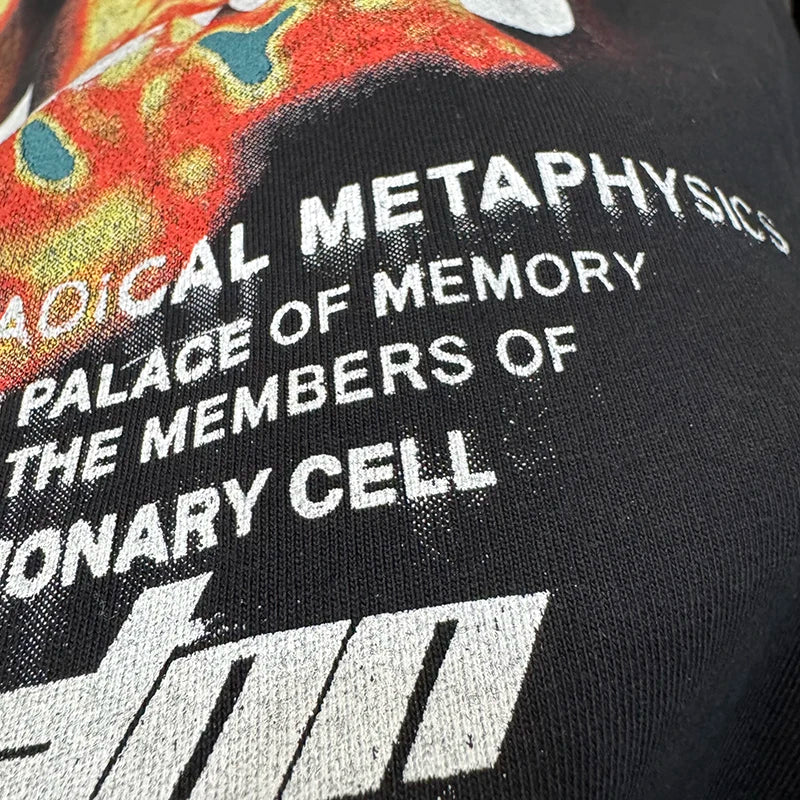 ADiCAL METAPHYSICS
PALACE OF MEMORY
THE MEMBERS OF
IONARY CELL